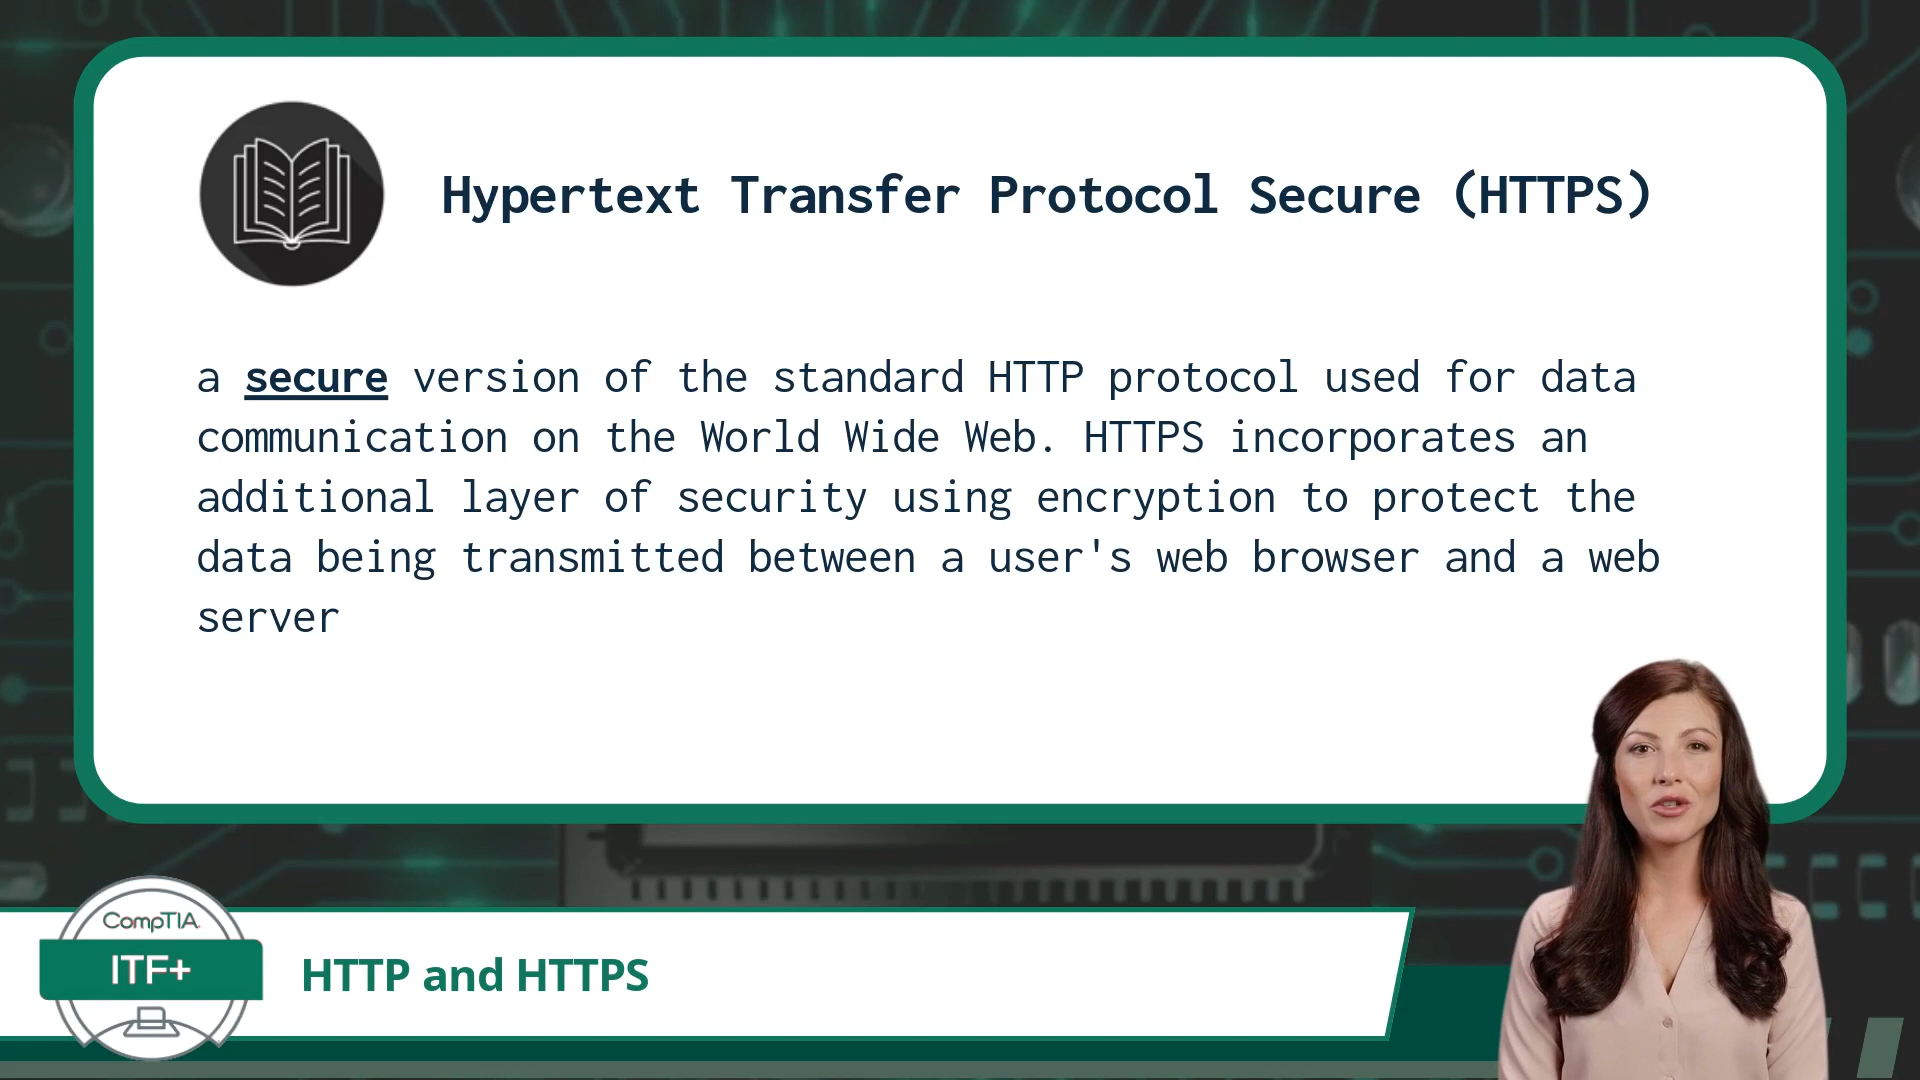 Hypertext Transfer Protocol Secure (HTTPS)
a secure version of the standard HTTP protocol used for data
communication on the World Wide Web. HTTPS incorporates an
additional layer of security using encryption to protect the
data being transmitted between a user's web browser and a web
server
CompTIA
ITF+
HTTP and HTTPS